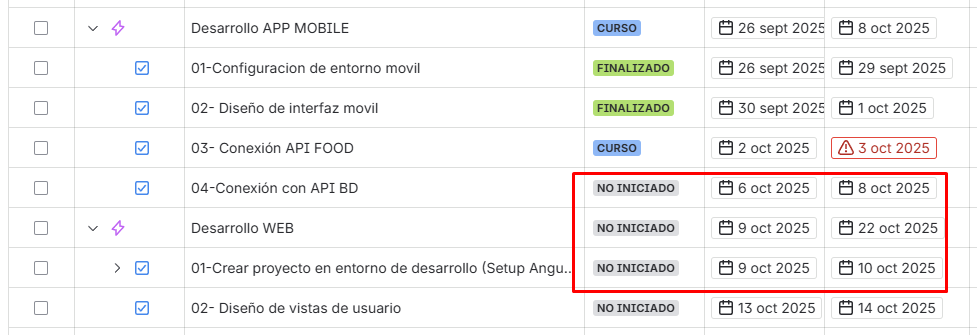 Desarrollo APP MOBILE CURSO 26 sept 2025 8 oct 2025
01-Configuracion de entorno movil FINALIZADO 26 sept 2025 29 sept 2025
02- Diseño de interfaz movil FINALIZADO 30 sept 2025 1 oct 2025
03- Conexión API FOOD CURSO 2 oct 2025 3 oct 2025
04-Conexión con API BD NO INICIADO 6 oct 2025 8 oct 2025
Desarrollo WEB NO INICIADO 9 oct 2025 22 oct 2025
01-Crear proyecto en entorno de desarrollo (Setup Angu... NO INICIADO 9 oct 2025 10 oct 2025
02- Diseño de vistas de usuario NO INICIADO 13 oct 2025 14 oct 2025